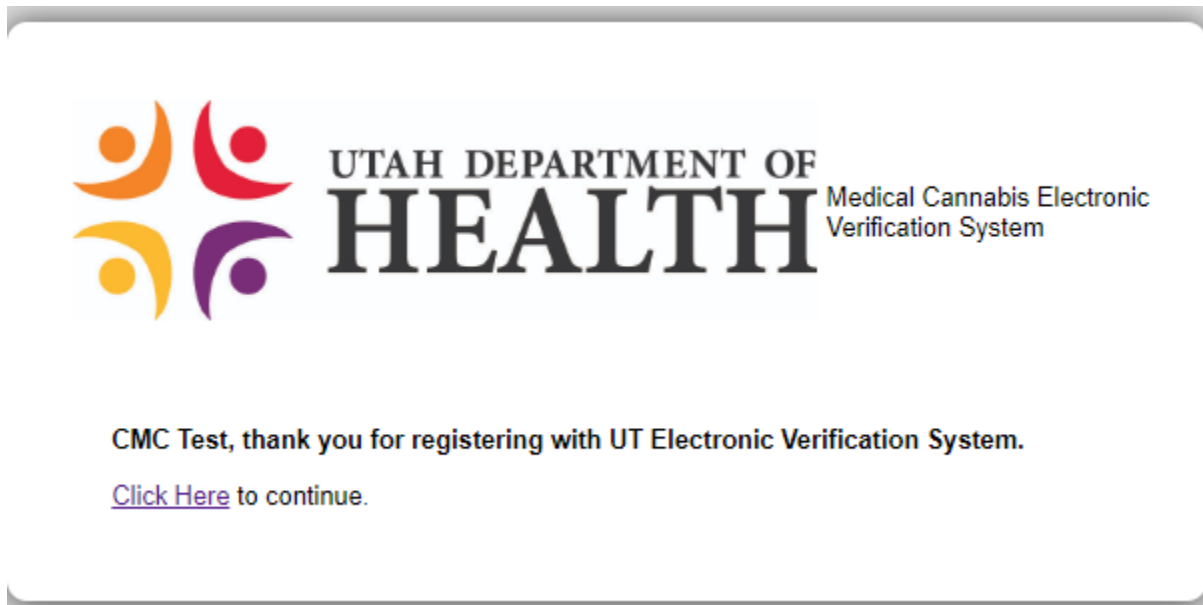 UTAH DEPARTMENT OF
HEALTH
Medical Cannabis Electronic
Verification System
CMC Test, thank you for registering with UT Electronic Verification System.
Click Here to continue.